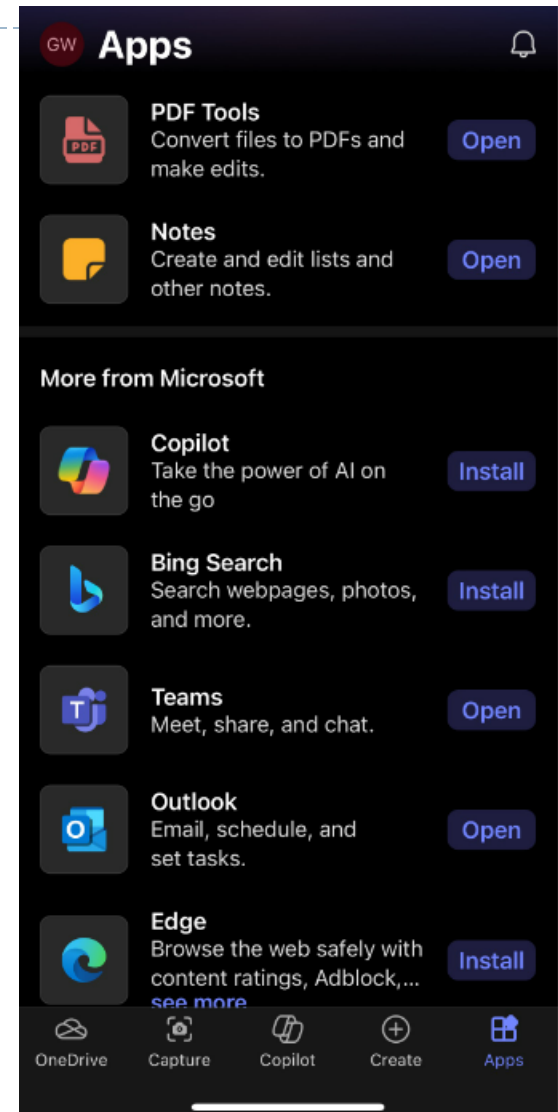 GW Apps
PDF Tools
Convert files to PDFs and
make edits.
PDF
Open
Notes
Create and edit lists and
other notes.
Open
More from Microsoft
Copilot
Take the power of AI on
the go
Install
Bing Search
Search webpages, photos,
and more.
Install
Teams
Meet, share, and chat.
T
Open
Outlook
Email, schedule, and
set tasks.
O
Open
Edge
Browse the web safely with
content ratings, Adblock,...
see more
Install
OneDrive Capture Copilot Create Apps